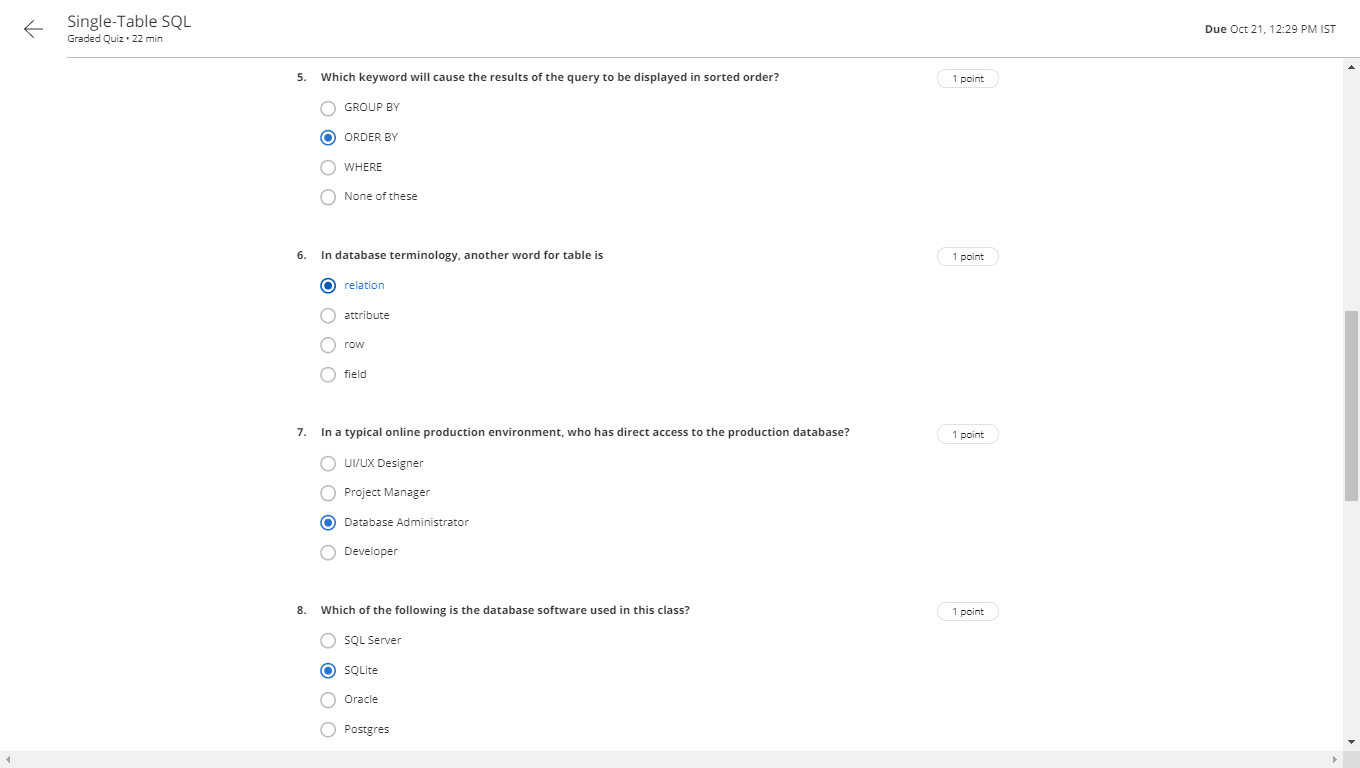 Single-Table SQL
Graded Quiz • 22 min
Due Oct 21, 12:29 PM IST
5. Which keyword will cause the results of the query to be displayed in sorted order?
1 point
GROUP BY
ORDER BY
WHERE
None of these
6. In database terminology, another word for table is
1 point
relation
attribute
row
field
7. In a typical online production environment, who has direct access to the production database?
1 point
UI/UX Designer
Project Manager
Database Administrator
Developer
8. Which of the following is the database software used in this class?
1 point
SQL Server
SQLite
Oracle
Postgres